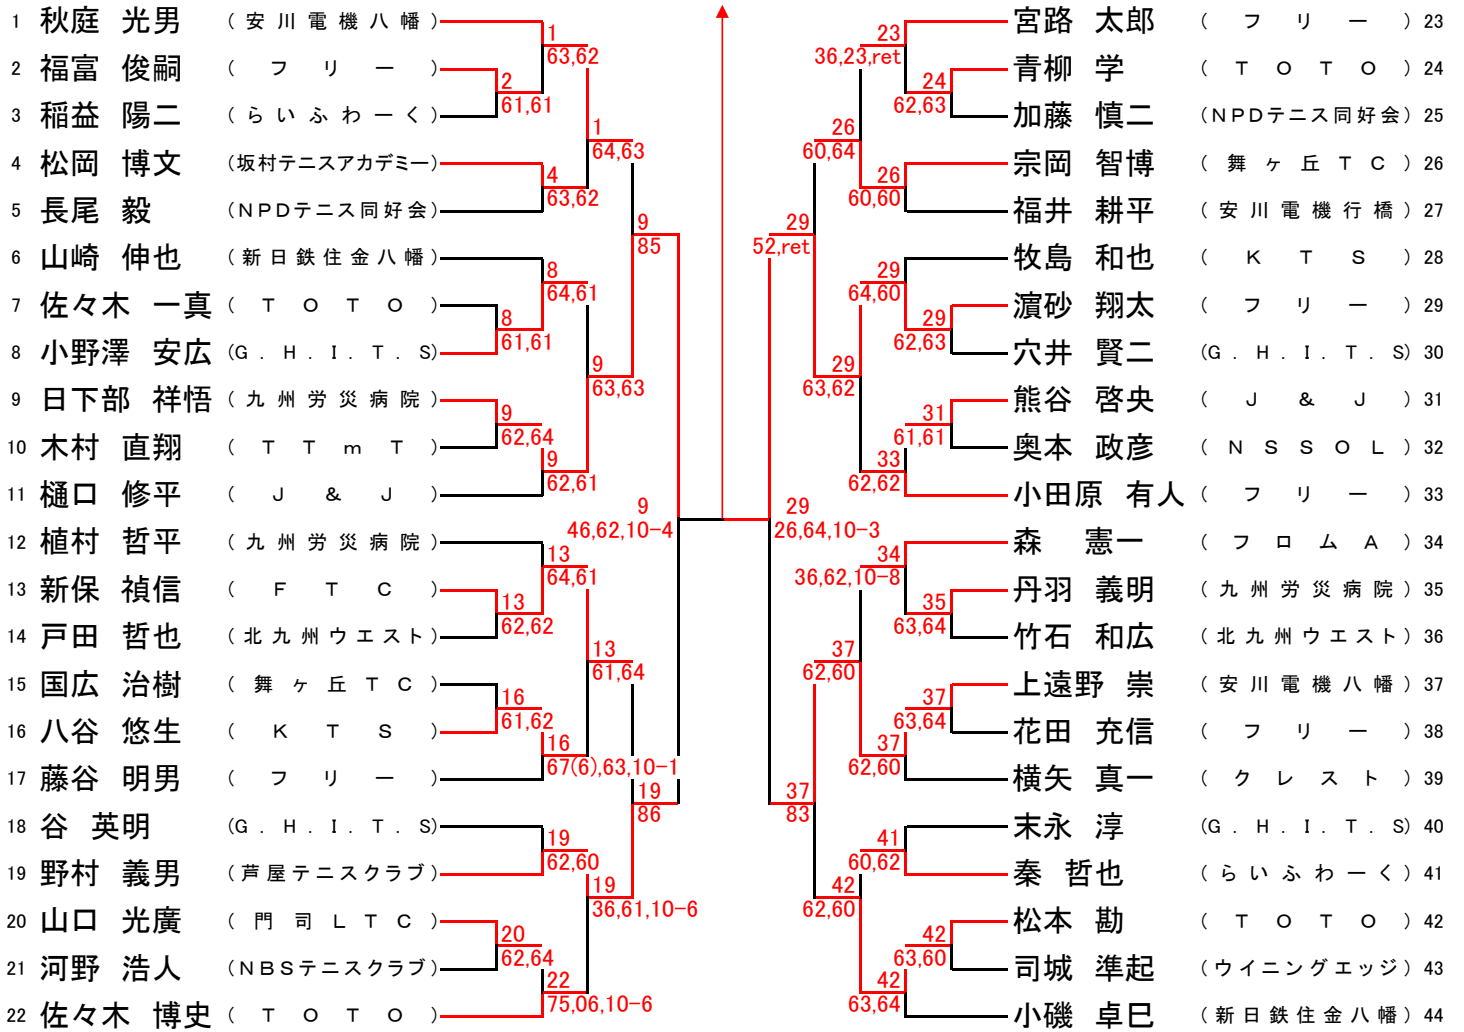 1 秋庭 光男 (安川電機八幡)
2 福富 俊嗣 (フリー)
3 稲益 陽二 (らいふわーく)
4 松岡 博文 (坂村テニスアカデミー)
5 長尾 毅 (NPDテニス同好会)
6 山崎 伸也 (新日鉄住金八幡)
7 佐々木 一真 (TOTO)
8 小野澤 安広 (G.H.I.T.S)
9 日下部 祥悟 (九州労災病院)
10 木村 直翔 (TTmT)
11 樋口 修平 (J&J)
12 植村 哲平 (九州労災病院)
13 新保 禎信 (FTC)
14 戸田 哲也 (北九州ウエスト)
15 国広 治樹 (舞ヶ丘TC)
16 八谷 悠生 (KTS)
17 藤谷 明男 (フリー)
18 谷 英明 (G.H.I.T.S)
19 野村 義男 (芦屋テニスクラブ)
20 山口 光廣 (門司LTC)
21 河野 浩人 (NBSテニスクラブ)
22 佐々木 博史 (TOTO)
2
61,61
8
61,61
9
62,64
13
62,62
16
61,62
20
62,64
1
63,62
4
63,62
8
64,61
9
62,61
13
64,61
16
67(6),63,10-1
19
62,60
22
75,06,10-6
1
64,63
9
63,63
13
61,64
19
36,61,10-6
9
85
19
86
9
46,62,10-4
29
26,64,10-3
29
52,ret
37
83
26
60,64
29
63,62
37
62,60
42
62,60
23
36,23,ret
26
60,60
29
64,60
33
62,62
34
36,62,10-8
37
62,60
41
60,62
42
63,64
24
62,63
29
62,63
31
61,61
35
63,64
37
63,64
42
63,60
宮路 太郎 (フリー) 23
青柳 学 (TOTO) 24
加藤 慎二 (NPDテニス同好会) 25
宗岡 智博 (舞ヶ丘TC) 26
福井 耕平 (安川電機行橋) 27
牧島 和也 (KTS) 28
濵砂 翔太 (フリー) 29
穴井 賢二 (G.H.I.T.S) 30
熊谷 啓央 (J&J) 31
奥本 政彦 (NSSOL) 32
小田原 有人 (フリー) 33
森 憲一 (フロムA) 34
丹羽 義明 (九州労災病院) 35
竹石 和広 (北九州ウエスト) 36
上遠野 崇 (安川電機八幡) 37
花田 充信 (フリー) 38
横矢 真一 (クレスト) 39
末永 淳 (G.H.I.T.S) 40
秦 哲也 (らいふわーく) 41
松本 勘 (TOTO) 42
司城 準起 (ウイニングエッジ) 43
小磯 卓巳 (新日鉄住金八幡) 44